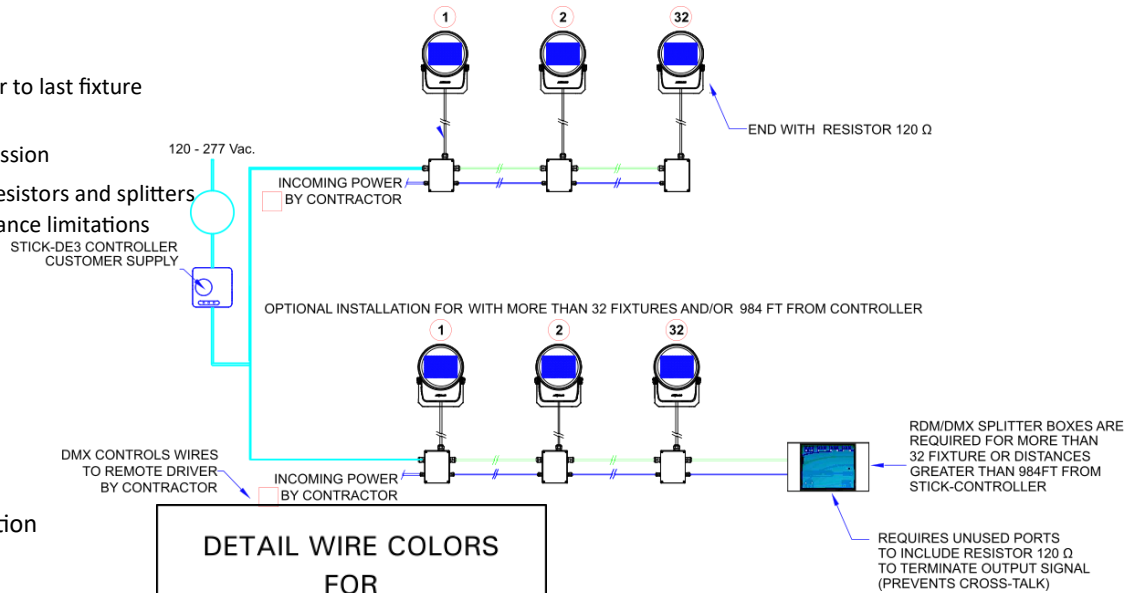 1
2
32
r to last fixture
END WITH RESISTOR 120 Ω
ssion
120 - 277 Vac.
esistors and splitters
INCOMING POWER
BY CONTRACTOR
ance limitations
STICK-DE3 CONTROLLER
CUSTOMER SUPPLY
OPTIONAL INSTALLATION FOR WITH MORE THAN 32 FIXTURES AND/OR 984 FT FROM CONTROLLER
1
2
32
DMX CONTROLS WIRES
TO REMOTE DRIVER
BY CONTRACTOR
INCOMING POWER
BY CONTRACTOR
RDM/DMX SPLITTER BOXES ARE
REQUIRED FOR MORE THAN
32 FIXTURE OR DISTANCES
GREATER THAN 984FT FROM
STICK-CONTROLLER
tion
REQUIRES UNUSED PORTS
TO INCLUDE RESISTOR 120 Ω
TO TERMINATE OUTPUT SIGNAL
(PREVENTS CROSS-TALK)
DETAIL WIRE COLORS
FOR